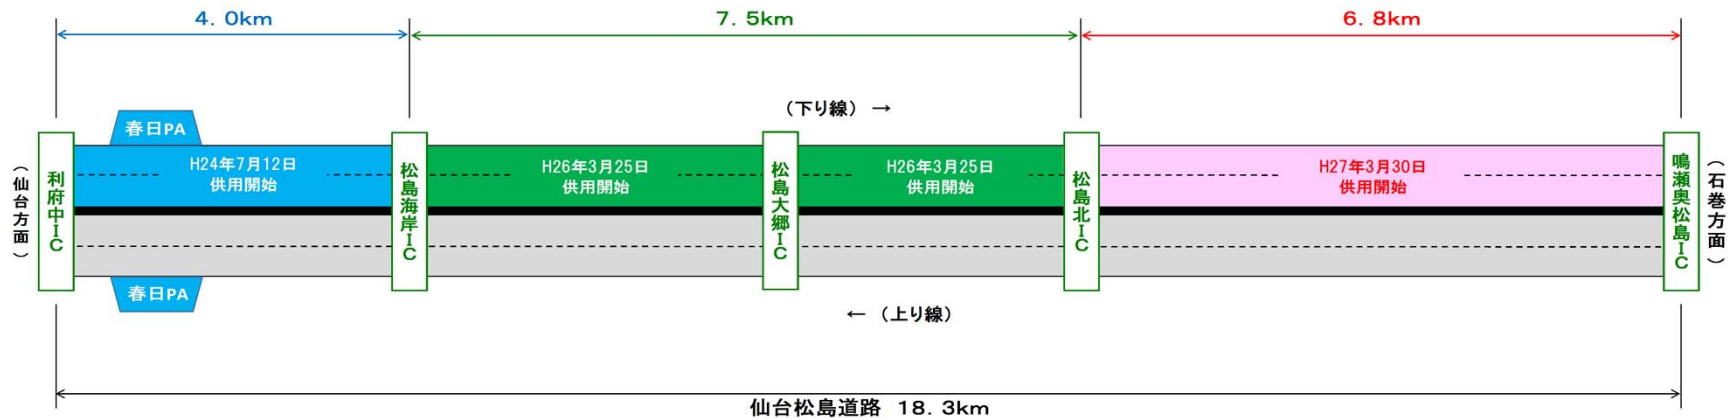 4. 0km
7. 5km
6. 8km
（下り線） →
春日PA
（仙台方面）
利府中IC
H24年7月12日
供用開始
松島海岸IC
H26年3月25日
供用開始
松島大郷IC
H26年3月25日
供用開始
松島北IC
H27年3月30日
供用開始
鳴瀬奥松島IC
（石巻方面）
春日PA
← （上り線）
仙台松島道路 18. 3km